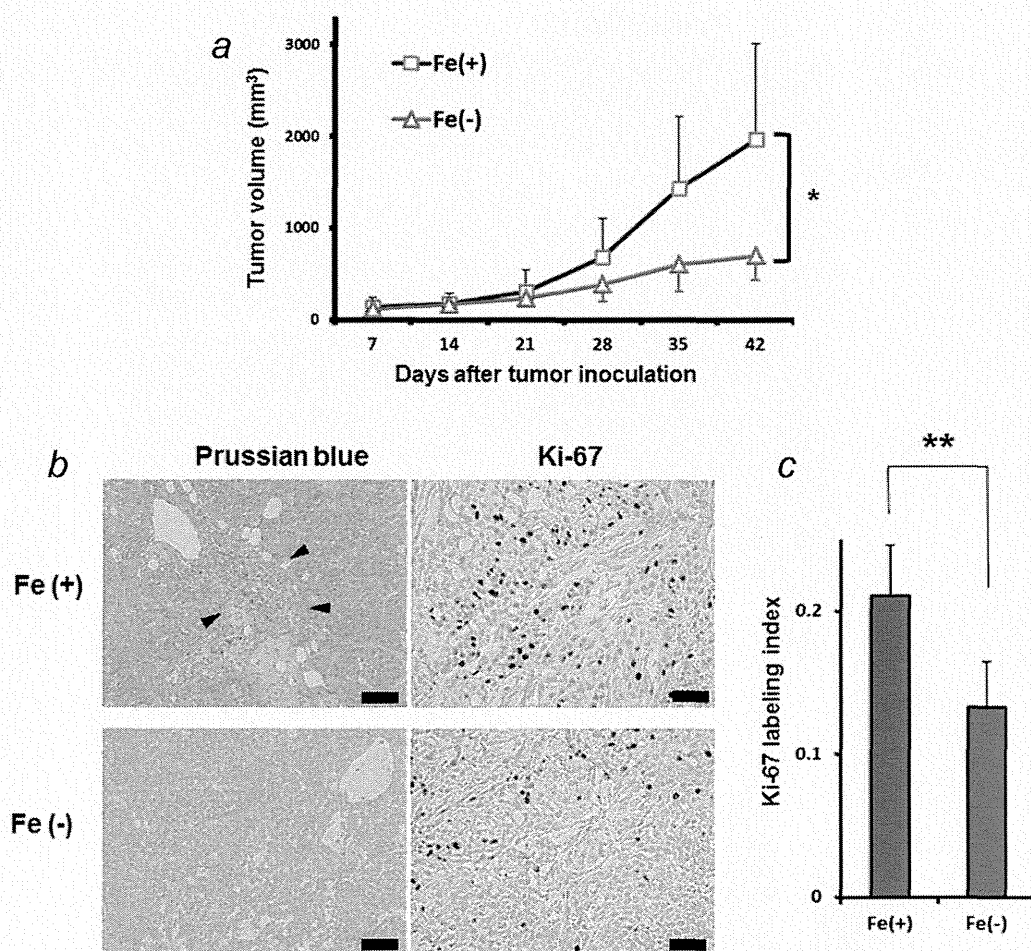 a
3000
2000
1000
0
Tumor volume (mm³)
Fe(+)
Fe(-)
*
7 14 21 28 35 42
Days after tumor inoculation
b
Prussian blue Ki-67
Fe (+)
Fe (-)
c
**
Ki-67 labeling index
0.2
0.1
0
Fe(+) Fe(-)